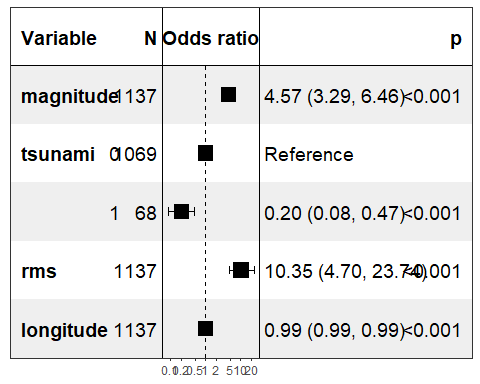 Variable N Odds ratio p
magnitude 1137 4.57 (3.29, 6.46) <0.001
tsunami 0 1069 Reference
1 68 0.20 (0.08, 0.47) <0.001
rms 1137 10.35 (4.70, 23.74) <0.001
longitude 1137 0.99 (0.99, 0.99) <0.001
0.1 0.2 0.5 1 2 5 10 20